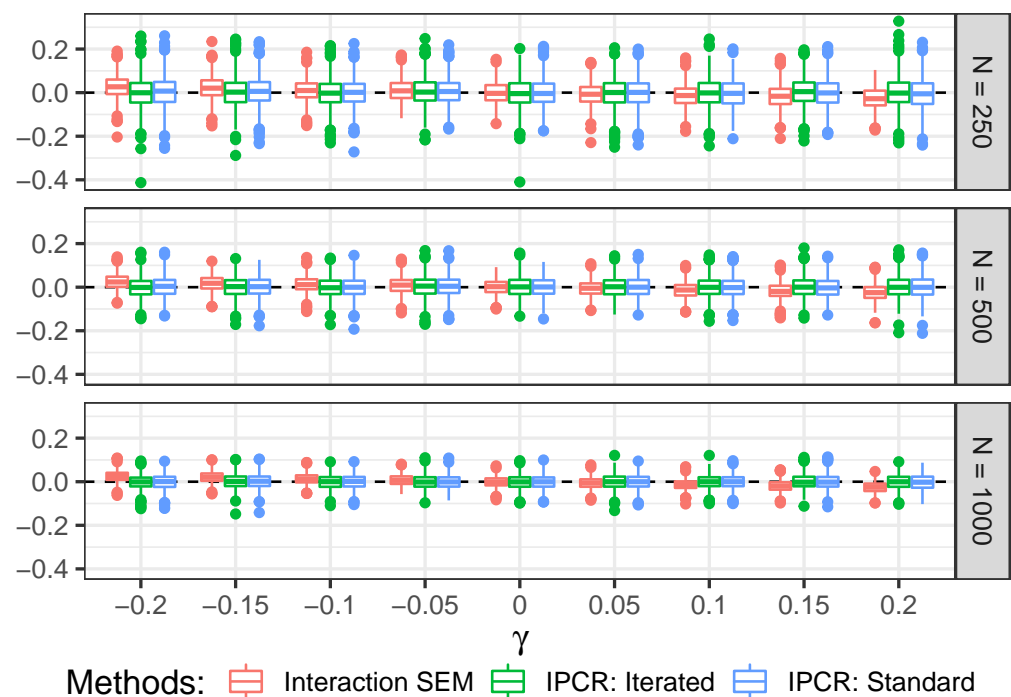 0.2
0.0
−0.2
−0.4
N = 250
0.2
0.0
−0.2
−0.4
N = 500
0.2
0.0
−0.2
−0.4
N = 1000
−0.2 −0.15 −0.1 −0.05 0 0.05 0.1 0.15 0.2
γ
Methods: Interaction SEM IPCR: Iterated IPCR: Standard